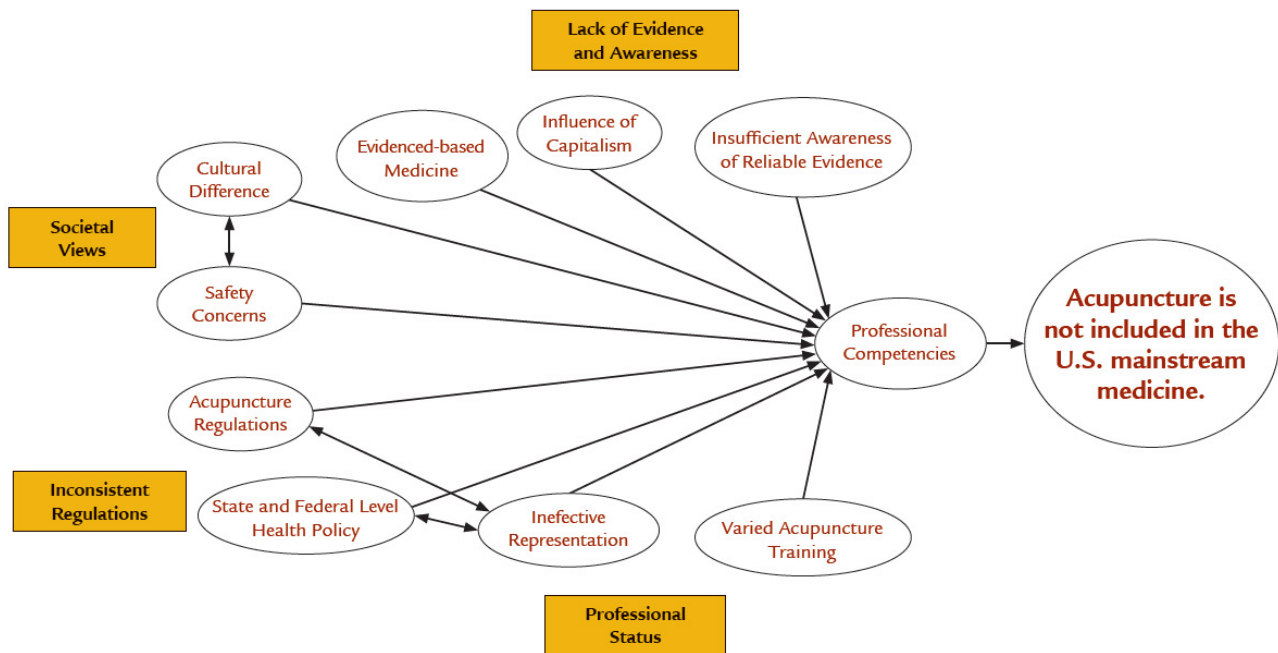 Lack of Evidence
and Awareness
Influence of
Capitalism
Insufficient Awareness
of Reliable Evidence
Evidenced-based
Medicine
Cultural
Difference
Societal
Views
Safety
Concerns
Professional
Competencies
Acupuncture is
not included in the
U.S. mainstream
medicine.
Acupuncture
Regulations
Inconsistent
Regulations
State and Federal Level
Health Policy
Inefective
Representation
Varied Acupuncture
Training
Professional
Status